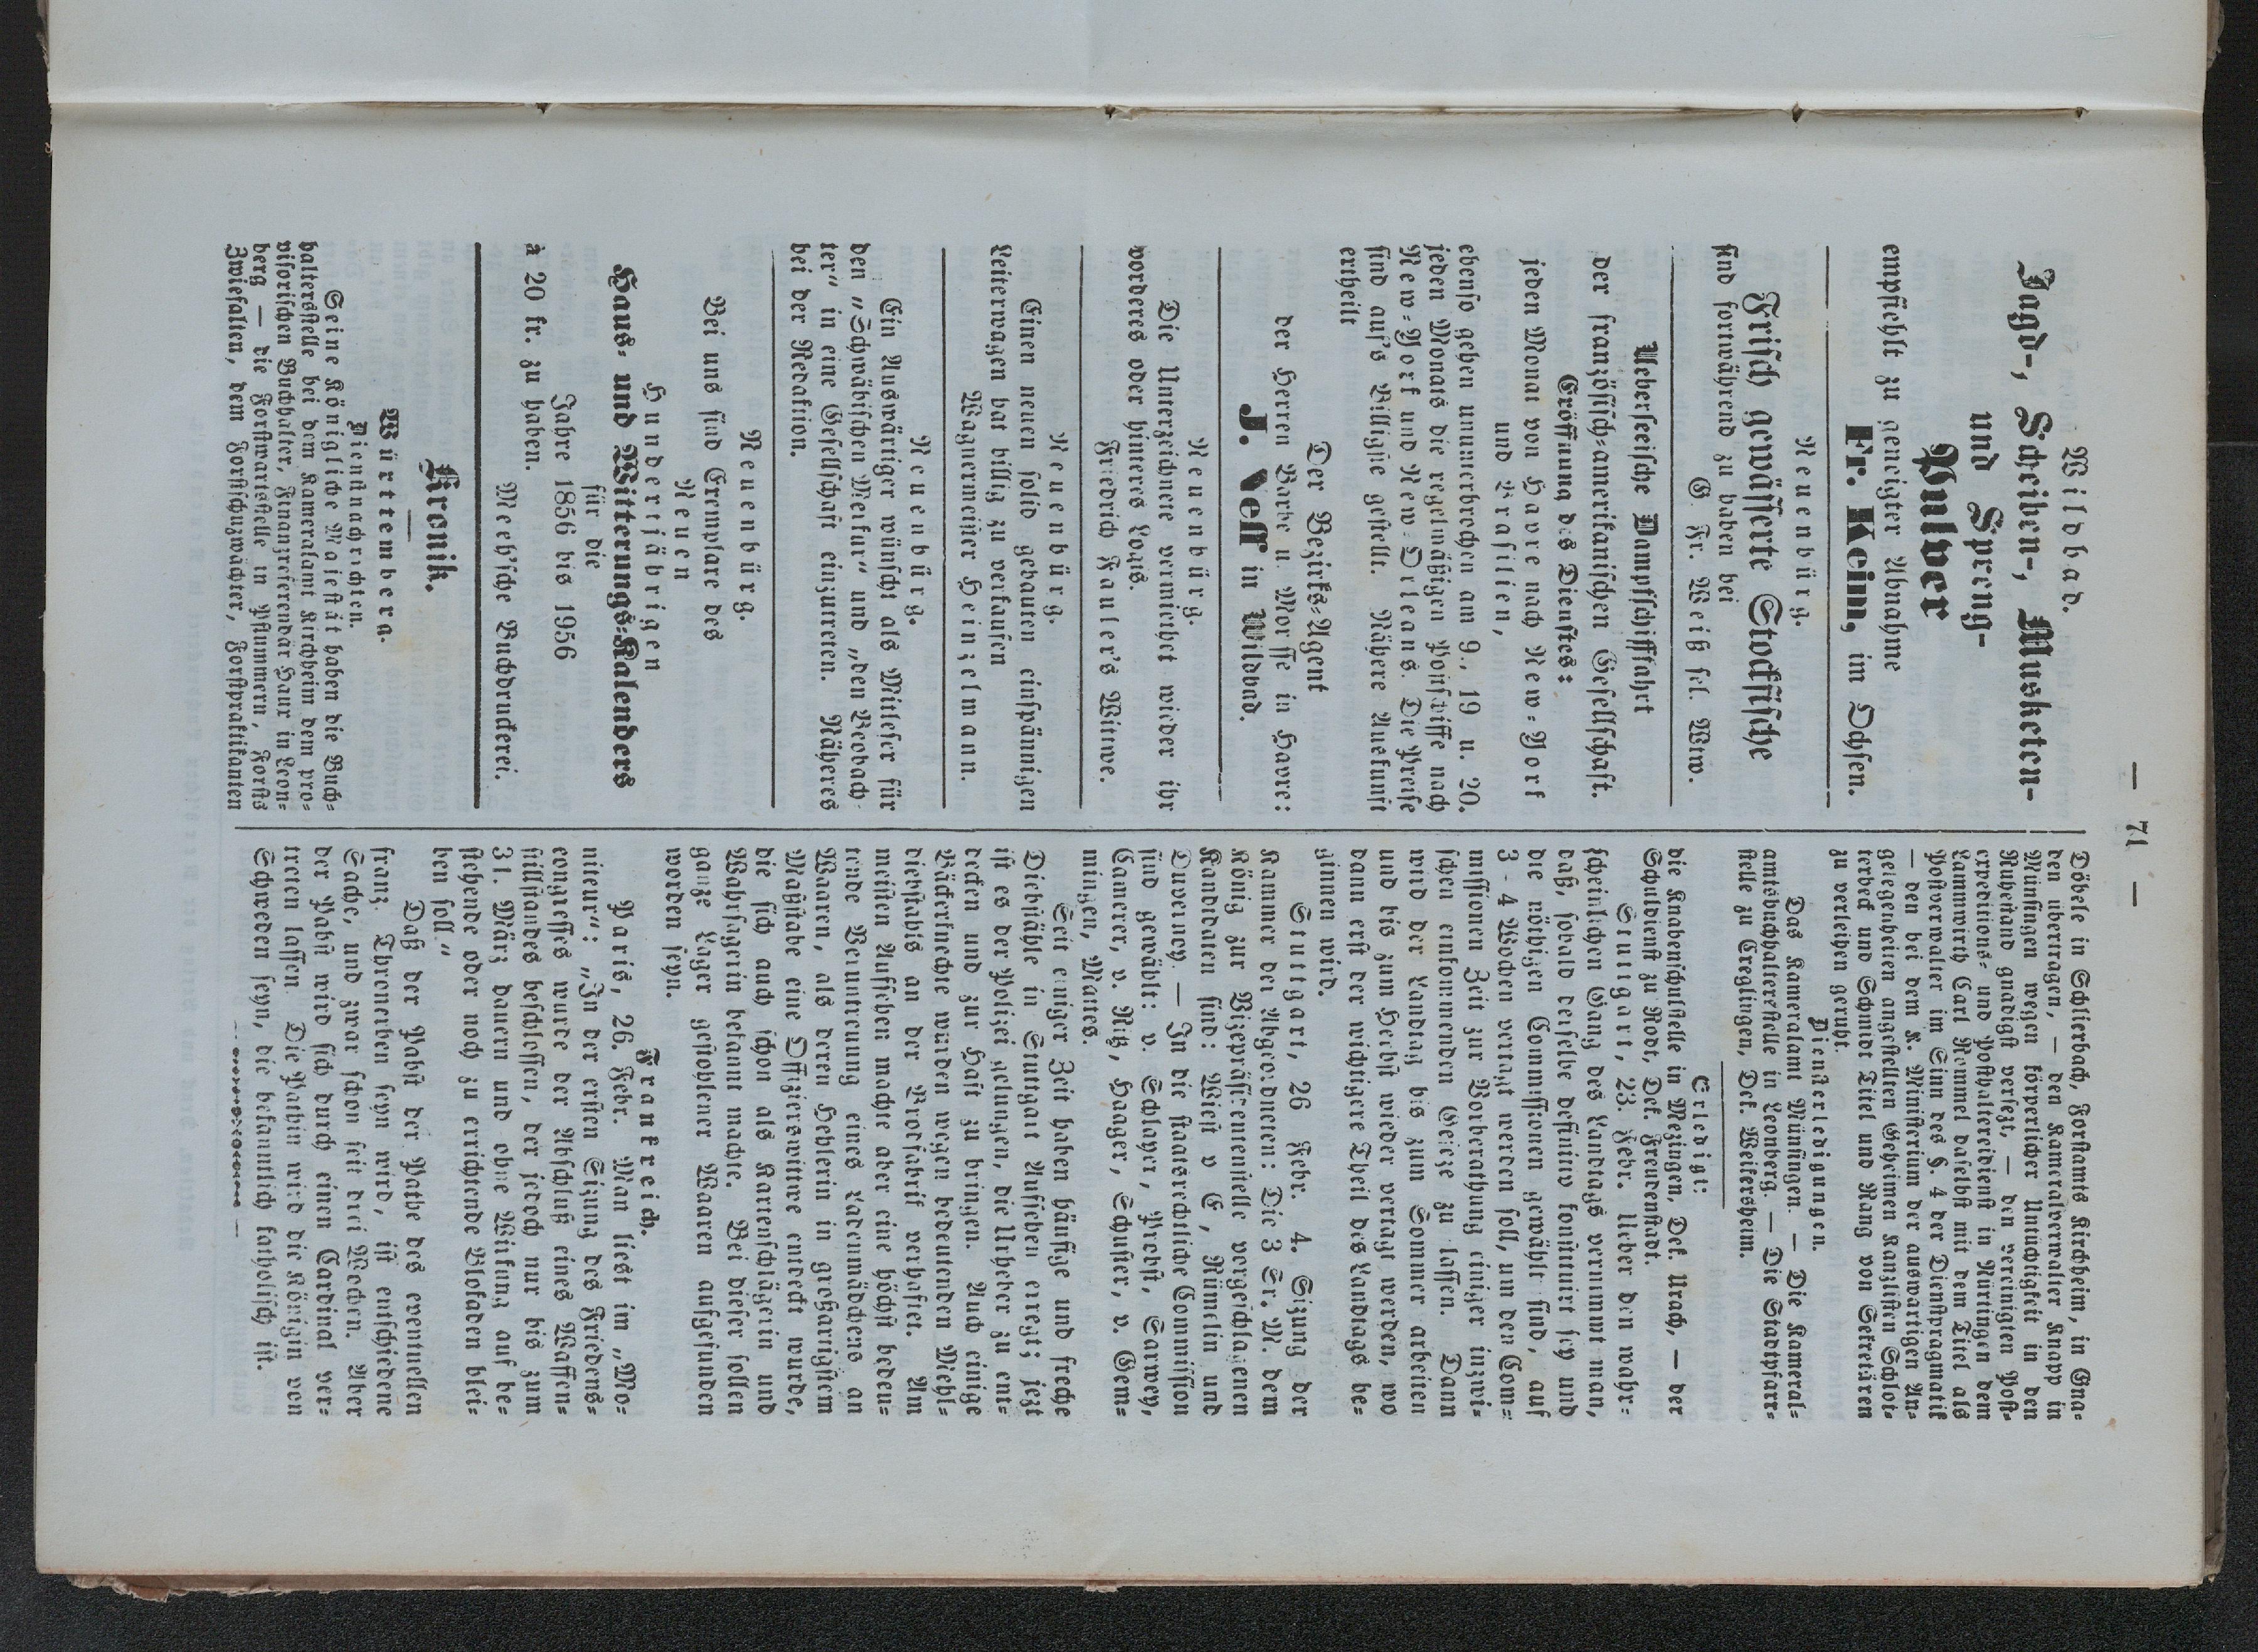 — 71 —
Wildbad.
Jagd-, Scheiben-, Musketen-
und Spreng-
Pulver
empfiehlt zu geneigter Abnahme
Fr. Keim, im Ochsen.
Neuenbürg.
Frisch gewässerte Stockfische
sind fortwährend zu haben bei
G. Fr. Weiß sel. Wtw.
Ueberseeische Dampfschifffahrt
der französisch-amerikanischen Gesellschaft.
Eröffnung des Dienstes:
jeden Monat von Havre nach New-York
und Brasilien,
ebenso gehen ununterbrochen am 9., 19 u. 20.
jeden Monats die regelmäßigen Postschiffe nach
New-York und New-Orleans. Die Preise
sind auf's Billigste gestellt. Nähere Auskunft
ertheilt
Der Bezirks-Agent
der Herren Barbe u. Morsse in Havre:
J. Neff in Wildbad.
Neuenbürg.
Die Unterzeichnete vermiethet wieder ihr
vorderes oder hinteres Logis.
Friedrich Kauler's Wittwe.
Neuenbürg.
Einen neuen solid gebauten einspännigen
Leiterwagen hat billig zu verkaufen
Wagnermeister Heinzelmann.
Neuenbürg.
Ein Auswärtiger wünscht als Mitleser für
den „Schwäbischen Merkur" und „den Beobach-
ter" in eine Gesellschaft einzutreten. Näheres
bei der Redaktion.
Neuenbürg.
Bei uns sind Exemplare des
Neuen
Hundertjährigen
Haus- und Witterungs-Kalenders
für die
Jahre 1856 bis 1956
à 20 kr. zu haben.
Meeh'sche Buchdruckerei.
Kronik.
Württemberg.
Dienstnachrichten.
Seine Königliche Majestät haben die Buch-
haltersstelle bei dem Kameralamt Kirchheim dem pro-
visorischen Buchhalter, Finanzreferendär Haur in Leon-
berg — die Forstwartsstelle in Pflummern, Forsts
Zwiefalten, dem Forstschutzwächter, Forstpraktikanten
Döbele in Schlierbach, Forstamts Kirchheim, in Gna-
den übertragen, — den Kameralverwalter Knapp in
Münsingen wegen körperlicher Untüchtigkeit in den
Ruhestand gnädigst versezt, — den vereinigten Post-
expeditions- und Posthaltereidienst in Nürtingen dem
Lammwirth Carl Rommel daselbst mit dem Titel als
Postverwalter im Sinn des §. 4 der Dienstpragmatik
— den bei dem K. Ministerium der auswärtigen An-
gelegenheiten angestellten Geheimen Kanzlisten Schlot-
terbeck und Schmidt Titel und Rang von Sekretären
zu verleihen geruht.
Dienserledigungen.
Das Kameralamt Münsingen. — Die Kameral-
amtsbuchhaltersstelle in Leonberg. — Die Stadtpfarr-
stelle zu Creglingen, Dek. Weikersheim.
Erledigt:
die Knabenschulstelle in Mezingen, Dek. Urach, — der
Schuldienst zu Rodt, Dek. Freudenstadt.
Stuttgart, 23. Febr. Ueber den wahr-
scheinlichen Gang des Landtags vernimmt man,
daß, sobald derselbe definitiv konstituirt sey und
die nöthigen Commissionen gewählt sind, auf
3 - 4 Wochen vertagt werden soll, um den Com-
missionen Zeit zur Vorberathung einiger inzwi-
schen einkommenden Geseze zu lassen. Dann
wird der Landtag bis zum Sommer arbeiten
und bis zum Herbst wieder vertagt werden, wo
dann erst der wichtigere Theil des Landtags be-
ginnen wird.
Stuttgart, 26 Febr. 4. Sizung der
Kammer der Abgeordneten: Die 3 Sr. M. dem
König zur Vizepräsidentenstelle vorgeschlagenen
Kandidaten sind: Wiest v E, Rümelin und
Duvernoy. — In die staatsrechtliche Commission
sind gewählt: v. Schlayer, Probst, Sarwey,
Camerer, v. Ritz, Haager, Schuster, v. Gem-
mingen, Mattes.
Seit einiger Zeit haben häufige und freche
Diebstähle in Stuttgart Aufsehen erregt; jezt
ist es der Polizei gelungen, die Urheber zu ent-
decken und zur Haft zu bringen. Auch einige
Bäckerknechte wurden wegen bedeutenden Mehl-
diebstahls an der Brodfabrik verhaftet. Am
meisten Aufsehen machte aber eine höchst bedeu-
tende Veruntreuung eines Ladenmädchens an
Waaren, als deren Hehlerin in großartigstem
Maßstabe eine Offizierswittwe entdeckt wurde,
die sich auch schon als Kartenschlägerin und
Wahrsagerin bekannt machte. Bei dieser sollen
ganze Lager gestohlener Waaren aufgefunden
worden seyn.
Frankreich.
Paris, 26. Febr. Man liest im „Mo-
niteur": „In der ersten Sizung des Friedens-
congresses wurde der Abschluß eines Waffen-
stillstandes beschlossen, der jedoch nur bis zum
31. März dauern und ohne Wirkung auf be-
stehende oder noch zu errichtende Blokaden blei-
ben soll."
Daß der Pabst der Pathe des eventuellen
franz Thronerben seyn wird, ist entschiedene
Sache, und zwar schon seit drei Wochen. Aber
der Pabst wird sich durch einen Cardinal ver-
treten lassen. Die Pathin wird die Königin von
Schweden seyn, die bekanntlich katholisch ist.